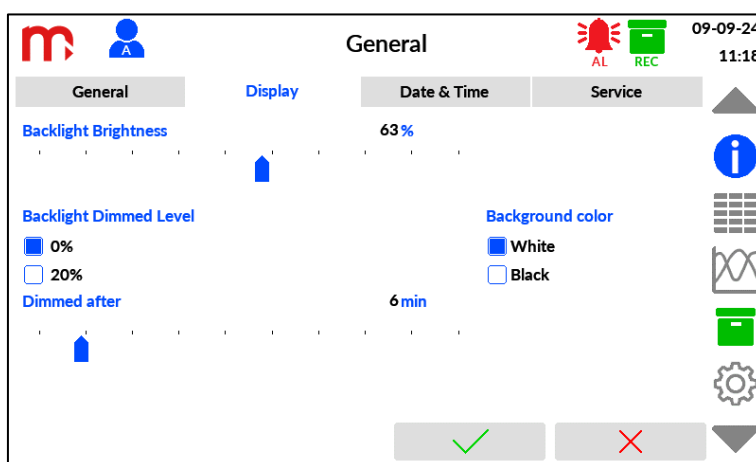 General
09-09-24
A
AL
REC
11:18
General
Display
Date & Time
Service
Backlight Brightness
63 %
Backlight Dimmed Level
Background color
0%
White
20%
Black
Dimmed after
6 min